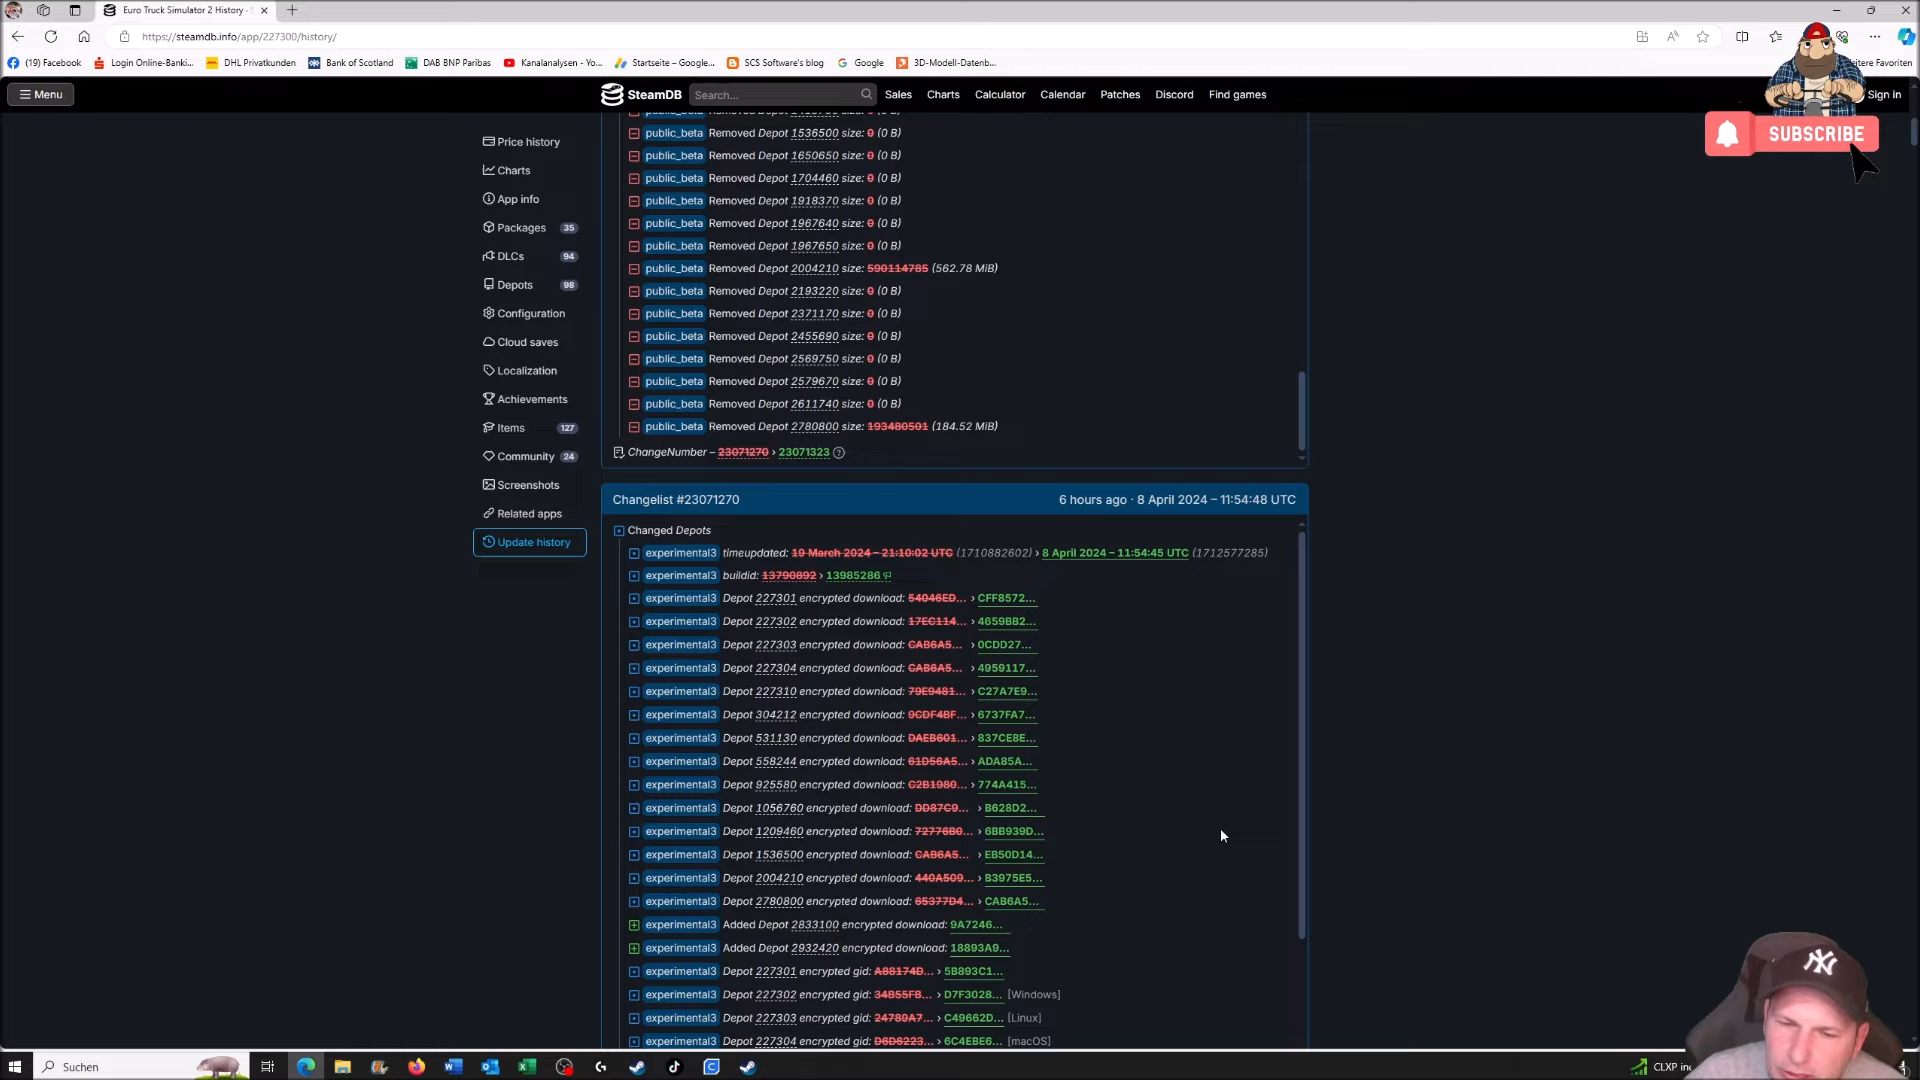 Euro Truck Simulator 2 History - S
https://steamdb.info/app/227300/history/
(19) Facebook
Login Online-Banki...
DHL Privatkunden
Bank of Scotland
DAB BNP Paribas
Kanalanalysen - Yo...
Startseite – Google...
SCS Software's blog
Google
3D-Modell-Datenb...
Weitere Favoriten
Menu
SteamDB
Search...
Sales
Charts
Calculator
Calendar
Patches
Discord
Find games
Sign in
SUBSCRIBE
Price history
Charts
App info
Packages 35
DLCs 94
Depots 98
Configuration
Cloud saves
Localization
Achievements
Items 127
Community 24
Screenshots
Related apps
Update history
public_beta Removed Depot 1536500 size: 0 (0 B)
public_beta Removed Depot 1650650 size: 0 (0 B)
public_beta Removed Depot 1704460 size: 0 (0 B)
public_beta Removed Depot 1918370 size: 0 (0 B)
public_beta Removed Depot 1967640 size: 0 (0 B)
public_beta Removed Depot 1967650 size: 0 (0 B)
public_beta Removed Depot 2004210 size: 590114785 (562.78 MiB)
public_beta Removed Depot 2193220 size: 0 (0 B)
public_beta Removed Depot 2371170 size: 0 (0 B)
public_beta Removed Depot 2455690 size: 0 (0 B)
public_beta Removed Depot 2569750 size: 0 (0 B)
public_beta Removed Depot 2579670 size: 0 (0 B)
public_beta Removed Depot 2611740 size: 0 (0 B)
public_beta Removed Depot 2780800 size: 193480501 (184.52 MiB)
ChangeNumber – 23071270 › 23071323
Changelist #23071270
6 hours ago · 8 April 2024 – 11:54:48 UTC
Changed Depots
experimental3 timeupdated: 19 March 2024 – 21:10:02 UTC (1710882602) › 8 April 2024 – 11:54:45 UTC (1712577285)
experimental3 buildid: 13790892 › 13985286
experimental3 Depot 227301 encrypted download: 54046ED... › CFF8572...
experimental3 Depot 227302 encrypted download: 17EC114... › 4659BB2...
experimental3 Depot 227303 encrypted download: CAB6A5... › 0CDD27...
experimental3 Depot 227304 encrypted download: CAB6A5... › 4959117...
experimental3 Depot 227310 encrypted download: 79E9481... › C27A7E9...
experimental3 Depot 304212 encrypted download: 9CDF4BF... › 6737FA7...
experimental3 Depot 531130 encrypted download: DAEB601... › 837CE8E...
experimental3 Depot 558244 encrypted download: 61D56A5... › ADA85A...
experimental3 Depot 925580 encrypted download: C2B1980... › 774A415...
experimental3 Depot 1056760 encrypted download: DD87C9... › B628D2...
experimental3 Depot 1209460 encrypted download: 72776B0... › 6BB939D...
experimental3 Depot 1536500 encrypted download: CAB6A5... › EB50D14...
experimental3 Depot 2004210 encrypted download: 440A509... › B3975E5...
experimental3 Depot 2780800 encrypted download: 65377D4... › CAB6A5...
experimental3 Added Depot 2833100 encrypted download: 9A7246...
experimental3 Added Depot 2932420 encrypted download: 18893A9...
experimental3 Depot 227301 encrypted gid: A88174D... › 5B893C1...
experimental3 Depot 227302 encrypted gid: 34B55FB... › D7F3028... [Windows]
experimental3 Depot 227303 encrypted gid: 24789A7... › C49662D... [Linux]
experimental3 Depot 227304 encrypted gid: D6D6223... › 6C4EBE6... [macOS]
Suchen
CLXP in